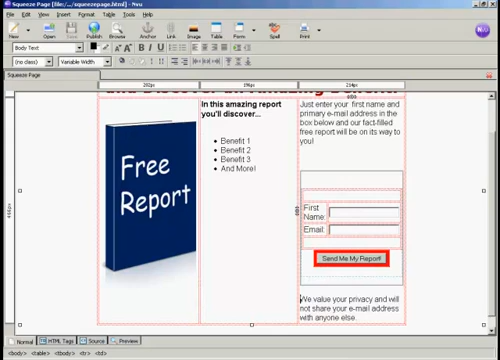 Squeeze Page [file:/.../squeezepage.html] - Nvu
File Edit View Insert Format Table Tools Help
New Open Save Publish Browse Anchor Link Image Table Form Spell Print
Body Text
(no class) Variable Width
Squeeze Page
In this amazing report
you'll discover...
Benefit 1
Benefit 2
Benefit 3
And More!
Just enter your first name and
primary e-mail address in the
box below and our fact-filled
free report will be on its way to
you!
Free
Report
First
Name:
Email:
Send Me My Report!
We value your privacy and will
not share your e-mail address
with anyone else.
Normal HTML Tags Source Preview
<body> <table> <tbody> <tr> <td>